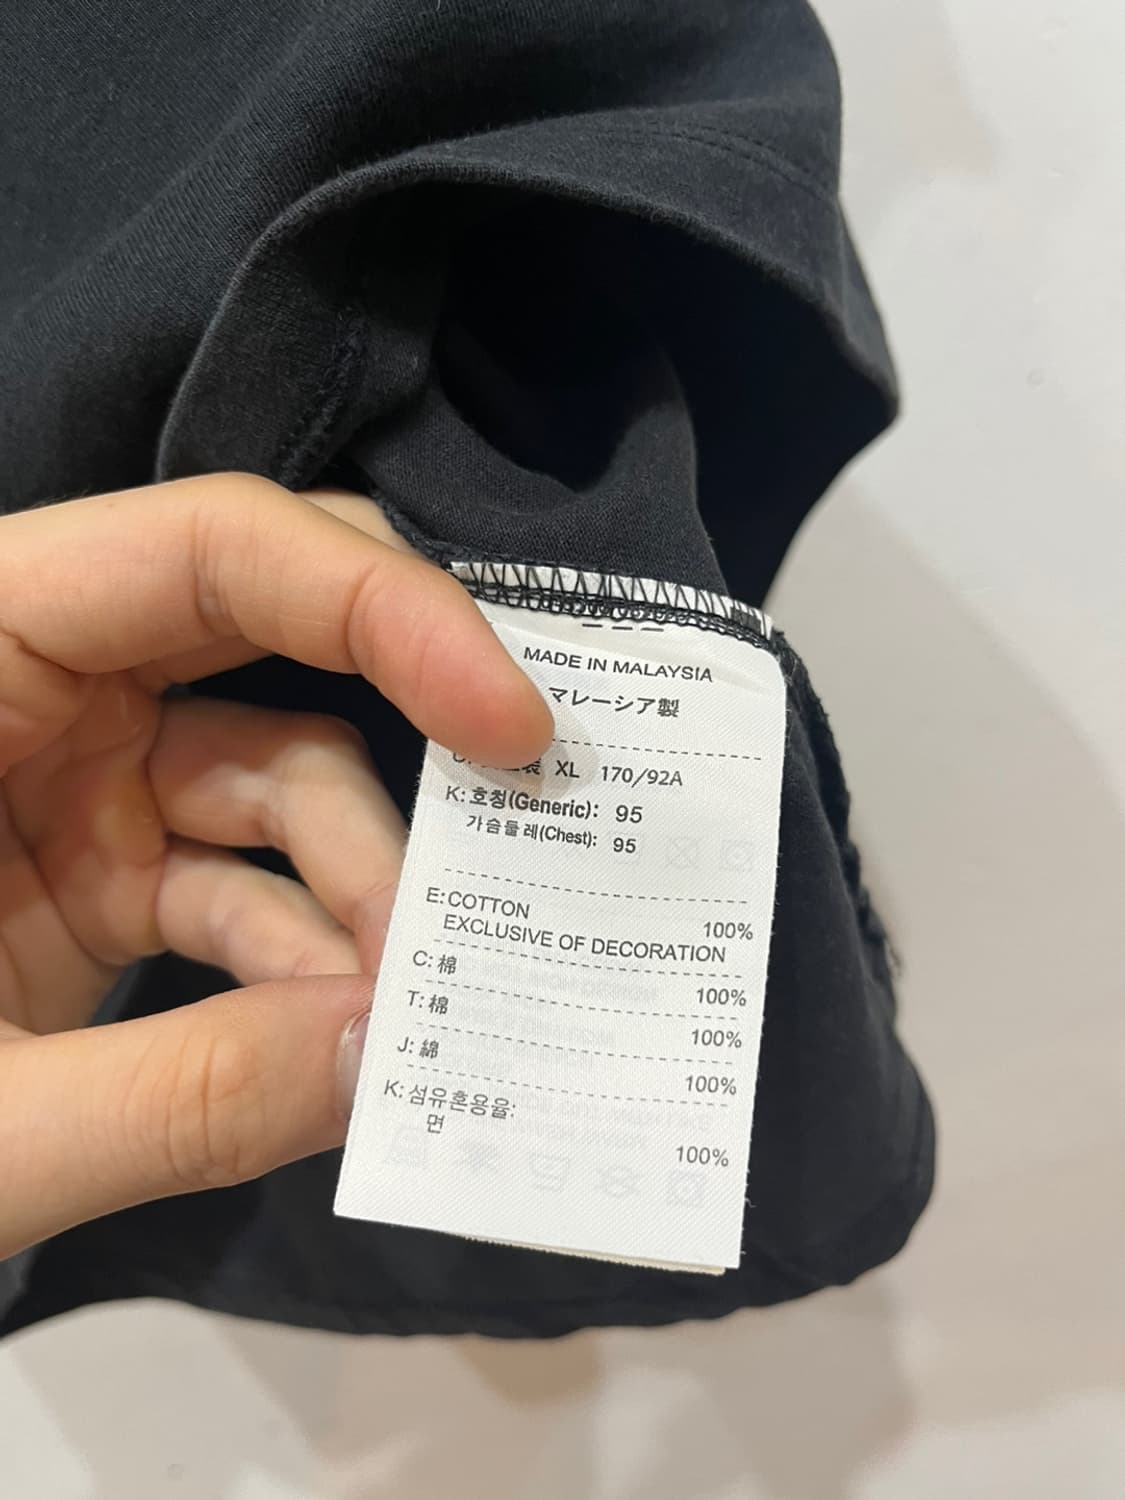 MADE IN MALAYSIA
マレーシア製
装 XL 170/92A
K: 호칭(Generic): 95
가슴둘레(Chest): 95
E: COTTON 100%
EXCLUSIVE OF DECORATION
C: 棉 100%
T: 棉 100%
J: 綿 100%
K: 섬유혼용율:
면 100%